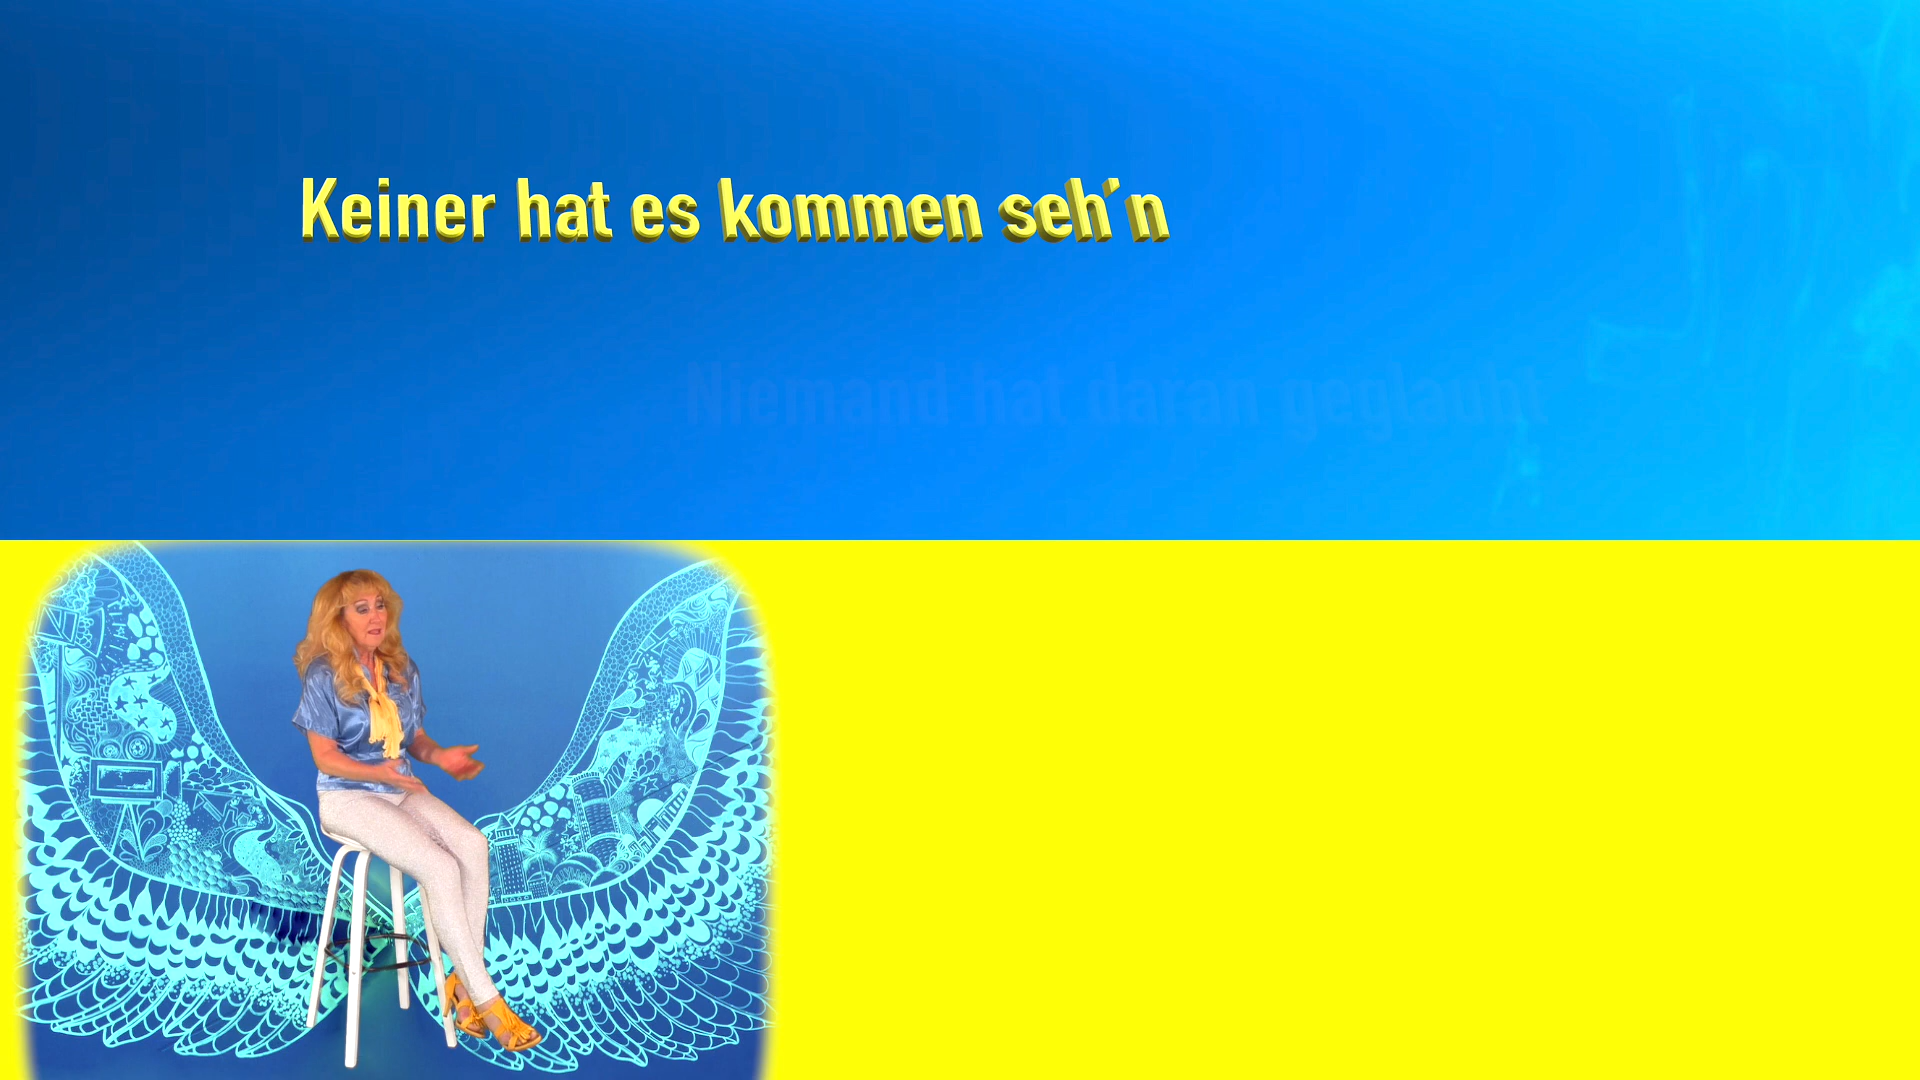 Keiner hat es kommen seh´n
Niemand hat daran geglaubt